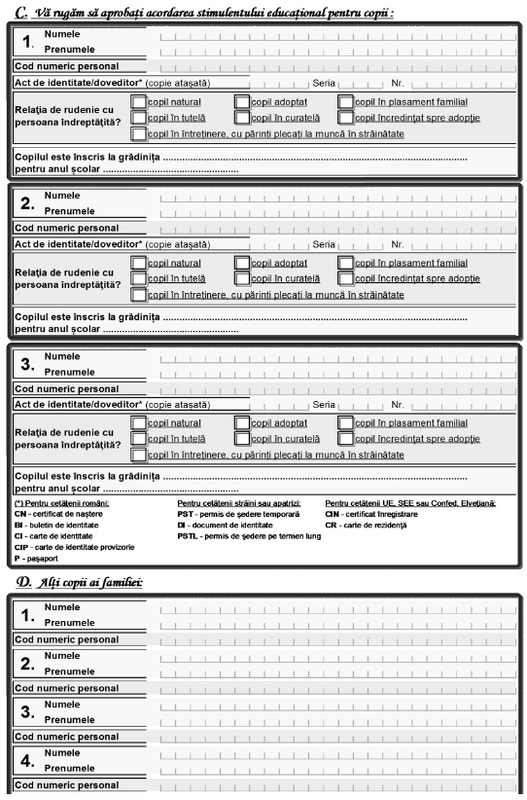 C. Vă rugăm să aprobați acordarea stimulentului educațional pentru copii :
1. Numele
Prenumele
Cod numeric personal
Act de identitate/doveditor* (copie atașată) Seria Nr.
Relația de rudenie cu persoana îndreptățită?
copil natural copil adoptat copil în plasament familial
copil în tutelă copil în curatelă copil încredințat spre adopție
copil în întreținere, cu părinți plecați la muncă în străinătate
Copilul este înscris la grădinița ......................................................................................................
pentru anul școlar .............................................
2. Numele
Prenumele
Cod numeric personal
Act de identitate/doveditor* (copie atașată) Seria Nr.
Relația de rudenie cu persoana îndreptățită?
copil natural copil adoptat copil în plasament familial
copil în tutelă copil în curatelă copil încredințat spre adopție
copil în întreținere, cu părinți plecați la muncă în străinătate
Copilul este înscris la grădinița ......................................................................................................
pentru anul școlar .............................................
3. Numele
Prenumele
Cod numeric personal
Act de identitate/doveditor* (copie atașată) Seria Nr.
Relația de rudenie cu persoana îndreptățită?
copil natural copil adoptat copil în plasament familial
copil în tutelă copil în curatelă copil încredințat spre adopție
copil în întreținere, cu părinți plecați la muncă în străinătate
Copilul este înscris la grădinița ......................................................................................................
pentru anul școlar .............................................
(*) Pentru cetățenii români:
CN - certificat de naștere
BI - buletin de identitate
CI - carte de identitate
CIP - carte de identitate provizorie
P - pașaport
Pentru cetățenii străini sau apatrizi:
PST - permis de ședere temporară
DI - document de identitate
PSTL - permis de ședere pe termen lung
Pentru cetățenii UE, SEE sau Confed. Elvețiană:
CIN - certificat înregistrare
CR - carte de rezidență
D. Alți copii ai familiei:
1. Numele
Prenumele
Cod numeric personal
2. Numele
Prenumele
Cod numeric personal
3. Numele
Prenumele
Cod numeric personal
4. Numele
Prenumele
Cod numeric personal